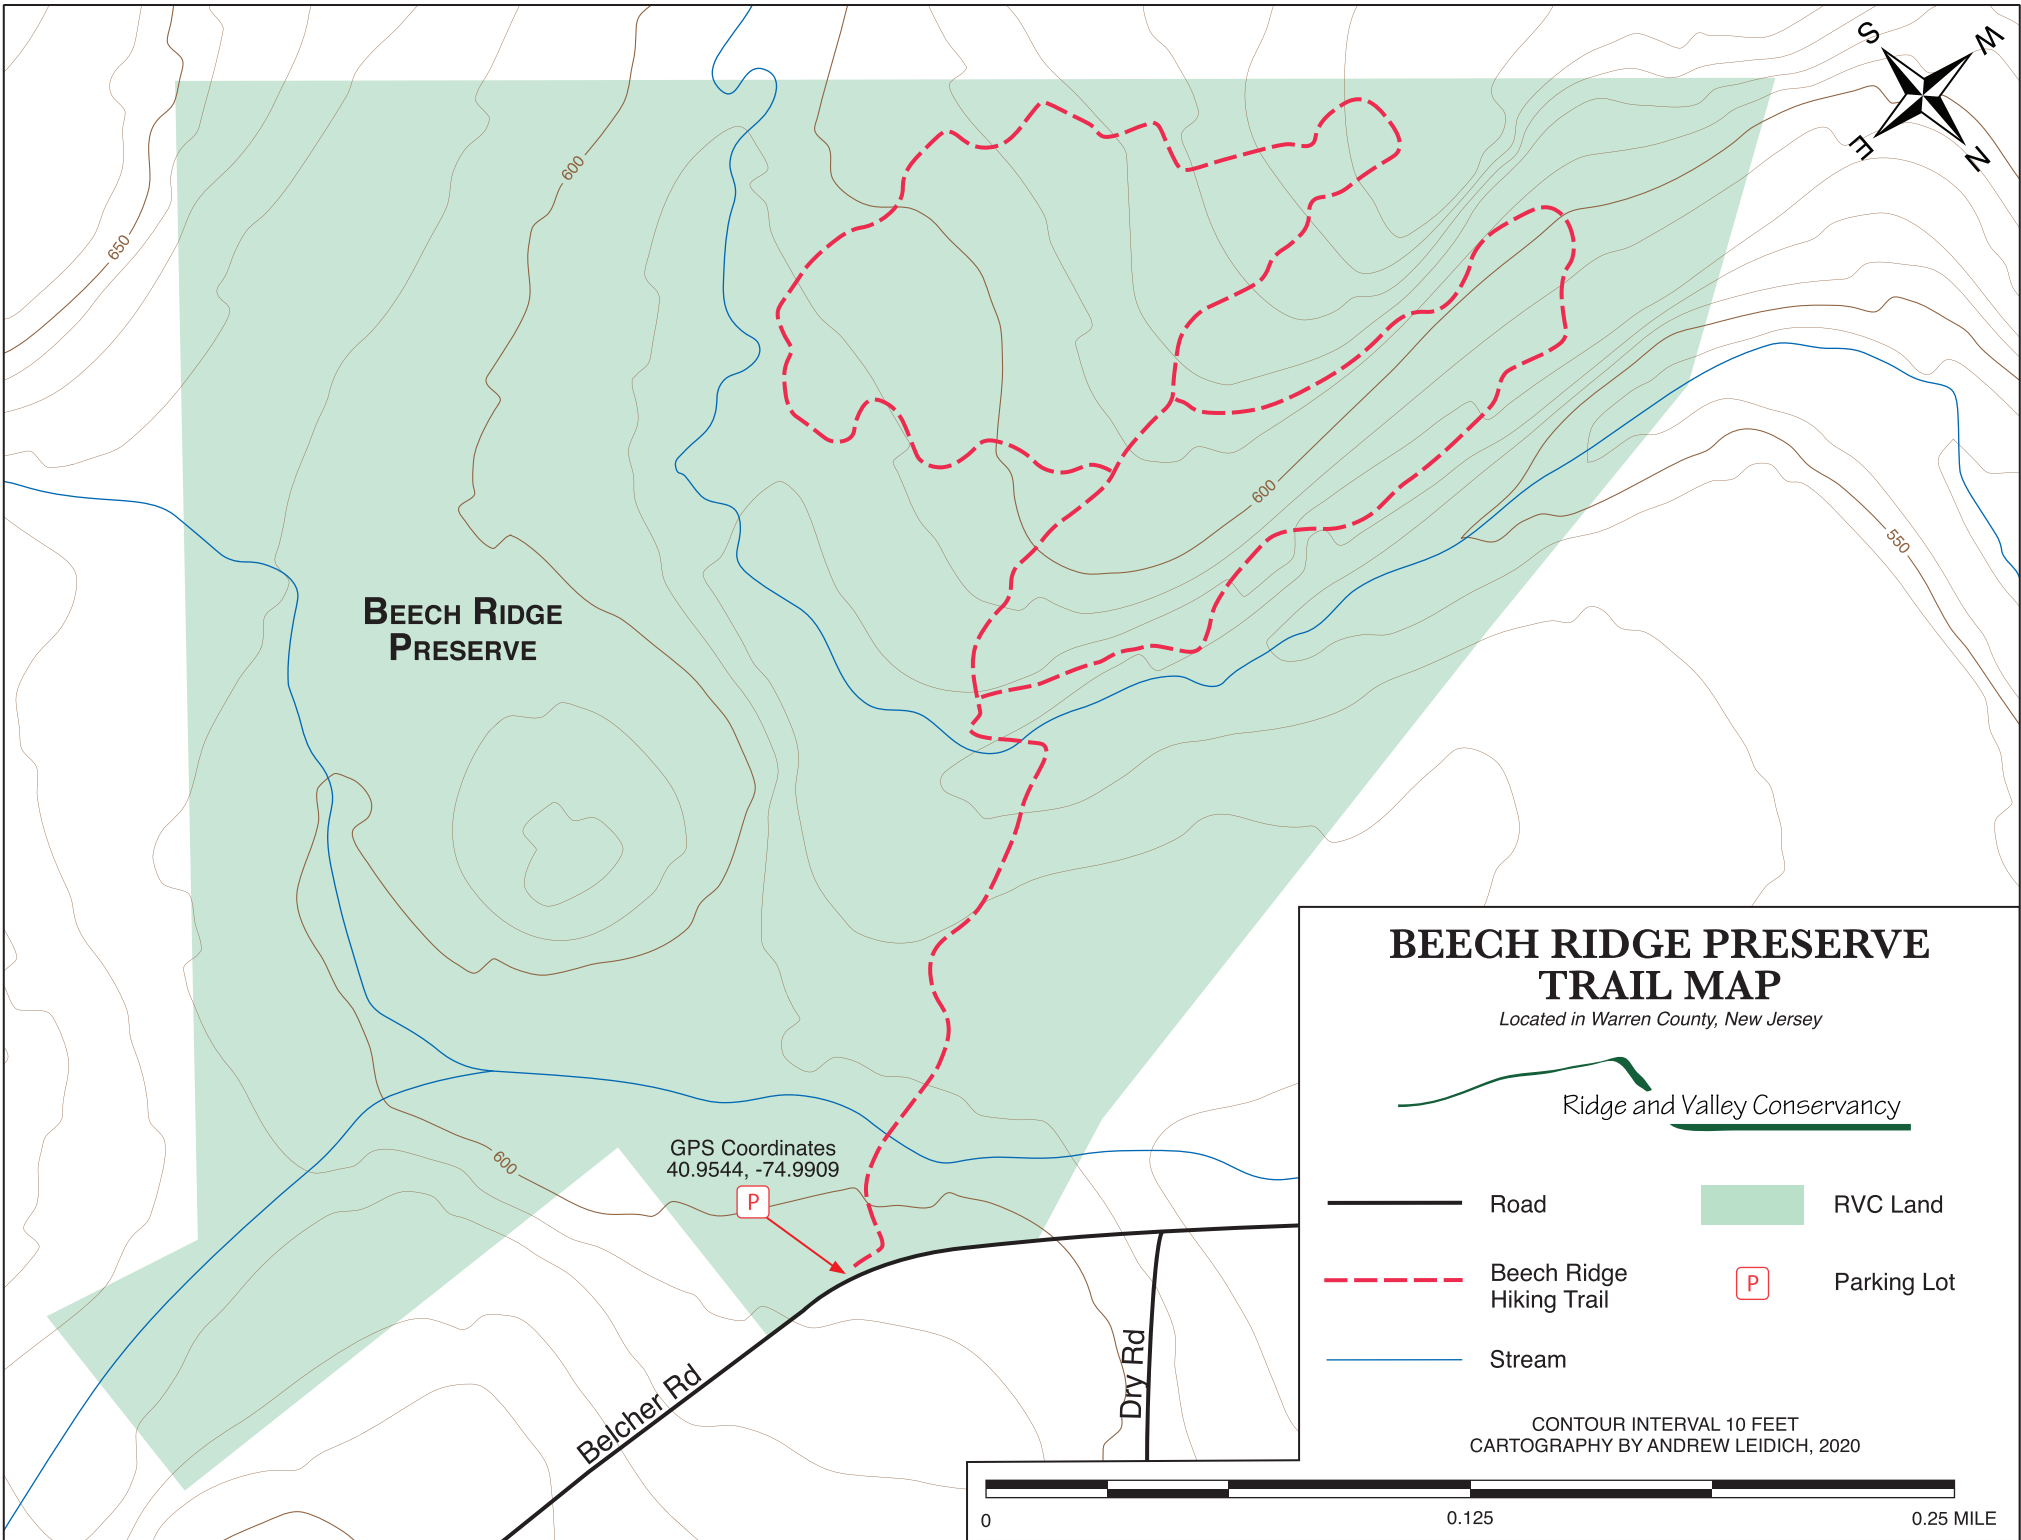 S
W
E
N
600
650
600
550
BEECH RIDGE
PRESERVE
GPS Coordinates
40.9544, -74.9909
P
600
Belcher Rd
Dry Rd
BEECH RIDGE PRESERVE
TRAIL MAP
Located in Warren County, New Jersey
Ridge and Valley Conservancy
Road
RVC Land
Beech Ridge
Hiking Trail
P
Parking Lot
Stream
CONTOUR INTERVAL 10 FEET
CARTOGRAPHY BY ANDREW LEIDICH, 2020
0
0.125
0.25 MILE